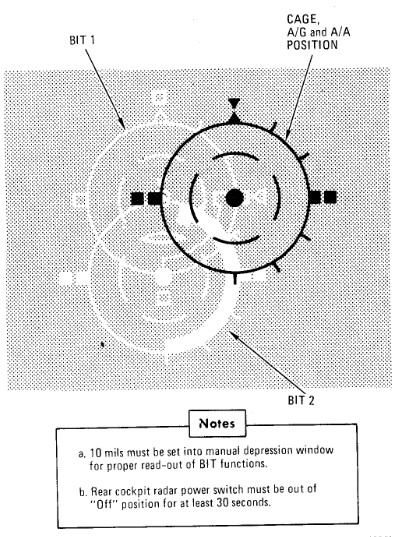 CAGE,
A/G and A/A
POSITION
BIT 1
BIT 2
Notes
a. 10 mils must be set into manual depression window
for proper read-out of BIT functions.
b. Rear cockpit radar power switch must be out of
"Off" position for at least 30 seconds.